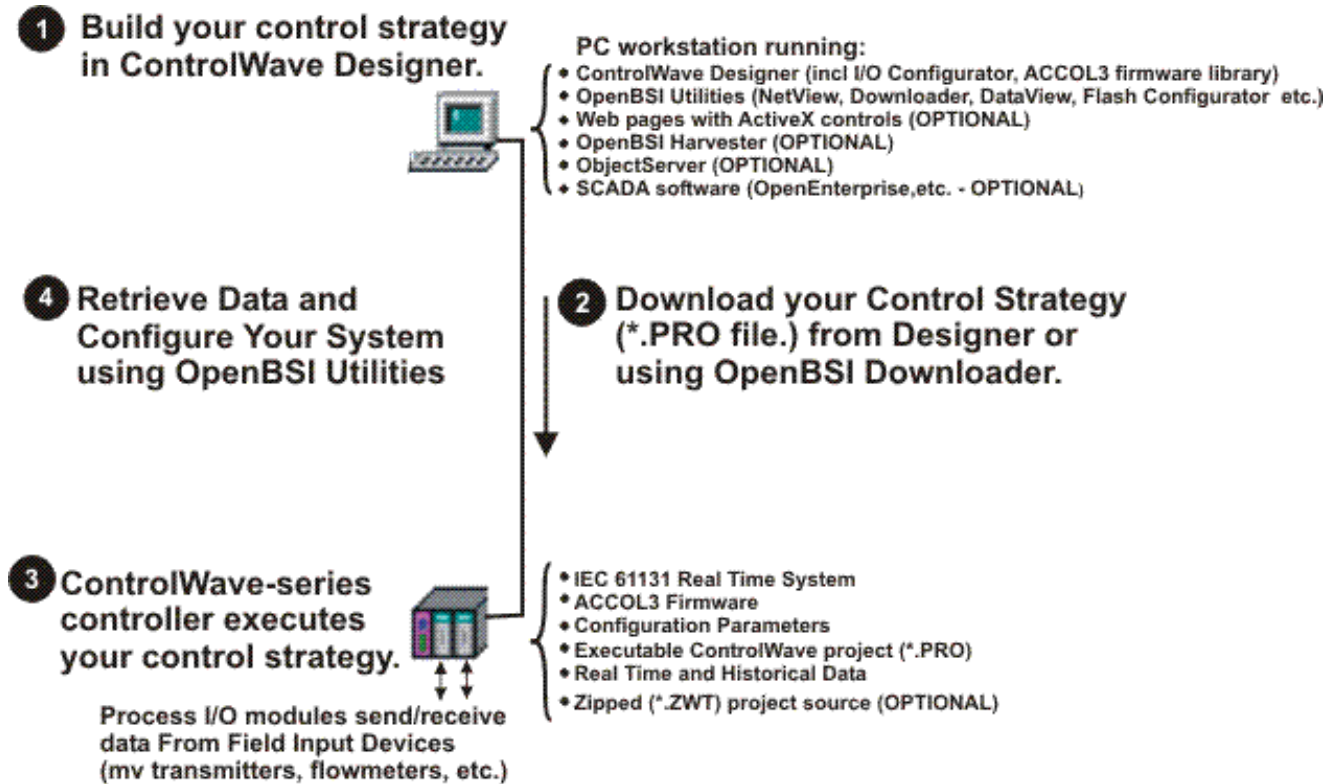 1 Build your control strategy
in ControlWave Designer.
PC workstation running:
• ControlWave Designer (incl I/O Configurator, ACCOL3 firmware library)
• OpenBSI Utilities (NetView, Downloader, DataView, Flash Configurator etc.)
• Web pages with ActiveX controls (OPTIONAL)
• OpenBSI Harvester (OPTIONAL)
• ObjectServer (OPTIONAL)
• SCADA software (OpenEnterprise,etc. - OPTIONAL)
4 Retrieve Data and
Configure Your System
using OpenBSI Utilities
2 Download your Control Strategy
(*.PRO file.) from Designer or
using OpenBSI Downloader.
3 ControlWave-series
controller executes
your control strategy.
• IEC 61131 Real Time System
• ACCOL3 Firmware
• Configuration Parameters
• Executable ControlWave project (*.PRO)
• Real Time and Historical Data
• Zipped (*.ZWT) project source (OPTIONAL)
Process I/O modules send/receive
data From Field Input Devices
(mv transmitters, flowmeters, etc.)